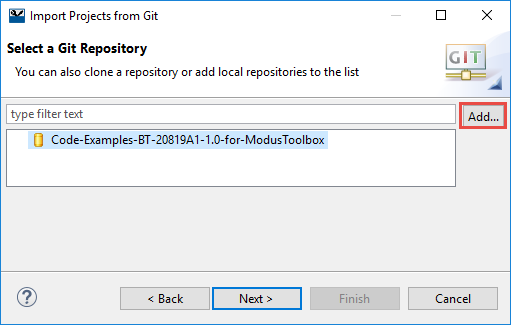 Import Projects from Git
Select a Git Repository
You can also clone a repository or add local repositories to the list
GIT
type filter text
Add...
Code-Examples-BT-20819A1-1.0-for-ModusToolbox
?
< Back
Next >
Finish
Cancel